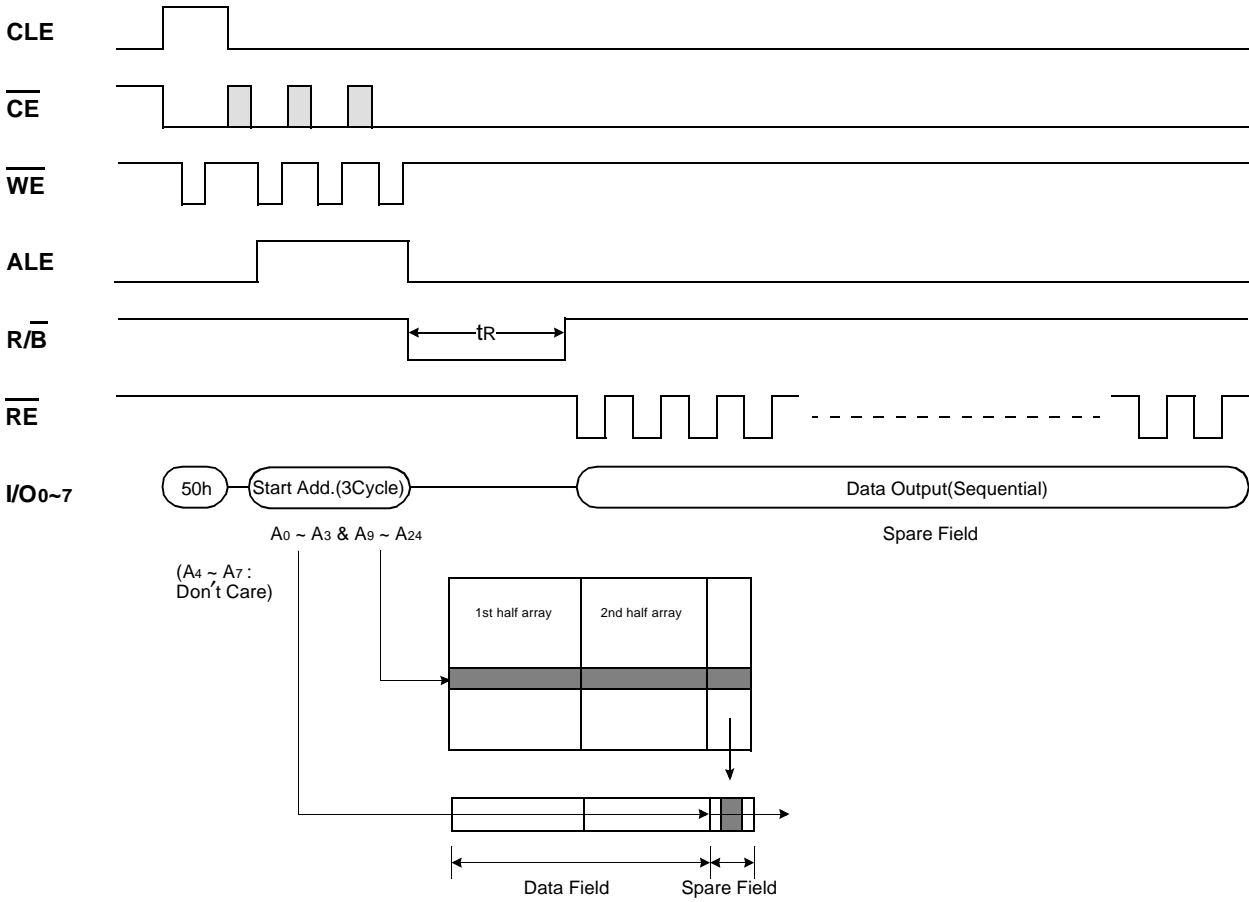 CLE
CE
WE
ALE
R/B
tR
RE
I/O0~7
50h
Start Add.(3Cycle)
Data Output(Sequential)
A0 ~ A3 & A9 ~ A24
Spare Field
(A4 ~ A7 :
Don't Care)
1st half array
2nd half array
Data Field
Spare Field